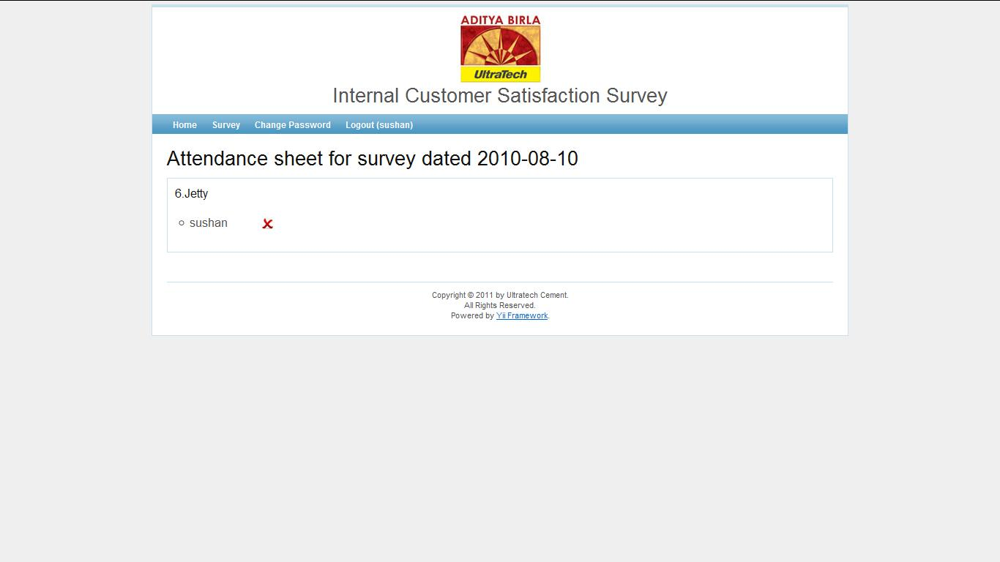 ADITYA BIRLA
UltraTech
Internal Customer Satisfaction Survey
Home Survey Change Password Logout (sushan)
Attendance sheet for survey dated 2010-08-10
6.Jetty
sushan
Copyright © 2011 by Ultratech Cement.
All Rights Reserved.
Powered by Yii Framework.